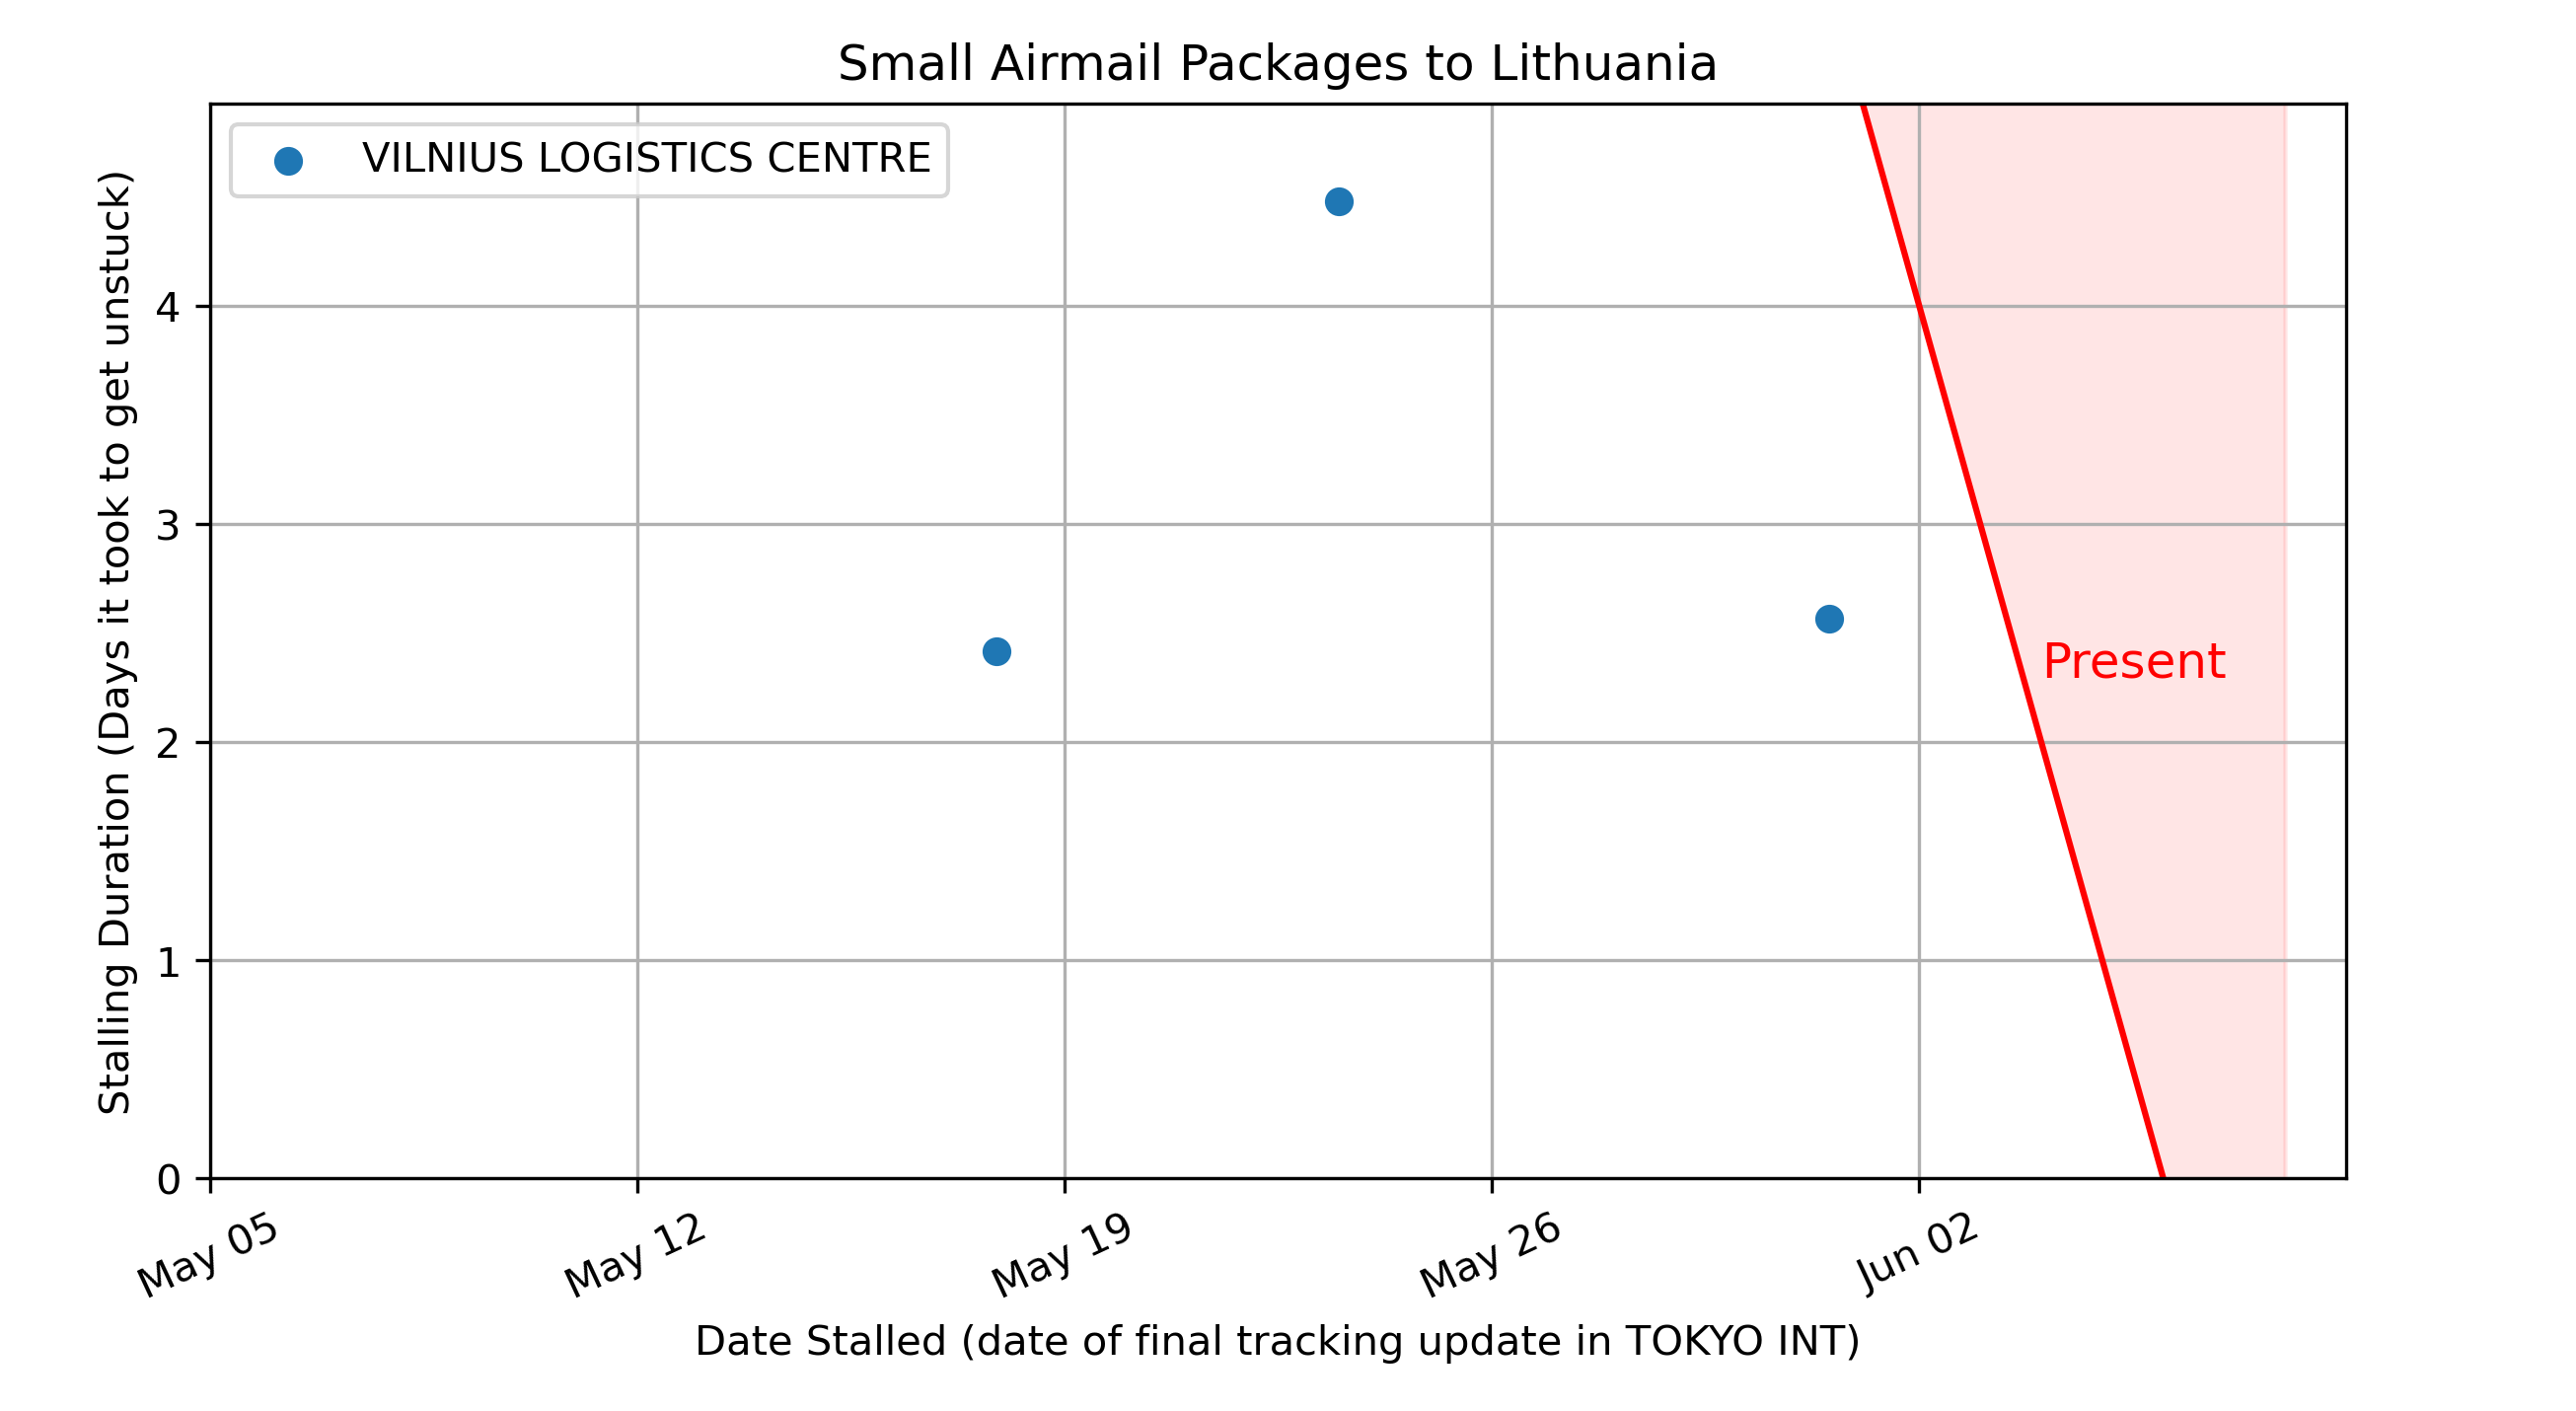 Small Airmail Packages to Lithuania
VILNIUS LOGISTICS CENTRE
Stalling Duration (Days it took to get unstuck)
4
3
2
1
0
Present
May 05
May 12
May 19
May 26
Jun 02
Date Stalled (date of final tracking update in TOKYO INT)